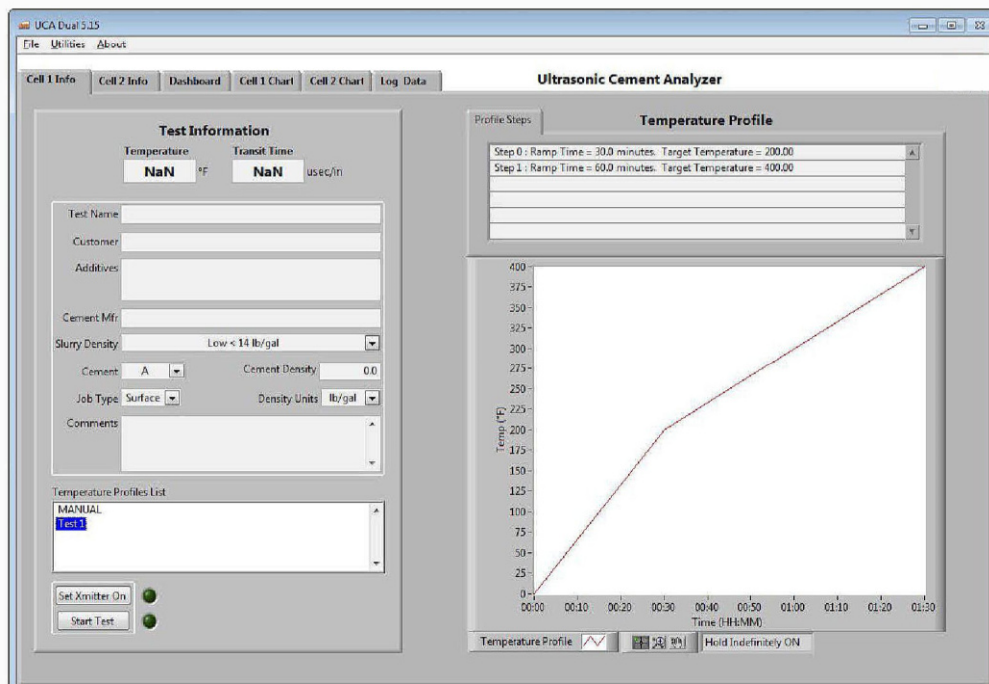 UCA Dual 5.15
File Utilities About
Cell 1 Info Cell 2 Info Dashboard Cell 1 Chart Cell 2 Chart Log Data
Ultrasonic Cement Analyzer
Test Information
Temperature Transit Time
NaN °F NaN usec/in
Test Name
Customer
Additives
Cement Mfr
Slurry Density Low < 14 lb/gal
Cement A Cement Density 0.0
Job Type Surface Density Units lb/gal
Comments
Temperature Profiles List
MANUAL
Test 1
Set Xmitter On
Start Test
Profile Steps
Temperature Profile
Step 0 : Ramp Time = 30.0 minutes. Target Temperature = 200.00
Step 1 : Ramp Time = 60.0 minutes. Target Temperature = 400.00
400
375
350
325
300
275
250
225
200
175
150
125
100
75
50
25
0
Temp (°F)
00:00 00:10 00:20 00:30 00:40 00:50 01:00 01:10 01:20 01:30
Time (HH:MM)
Temperature Profile
Hold Indefinitely ON